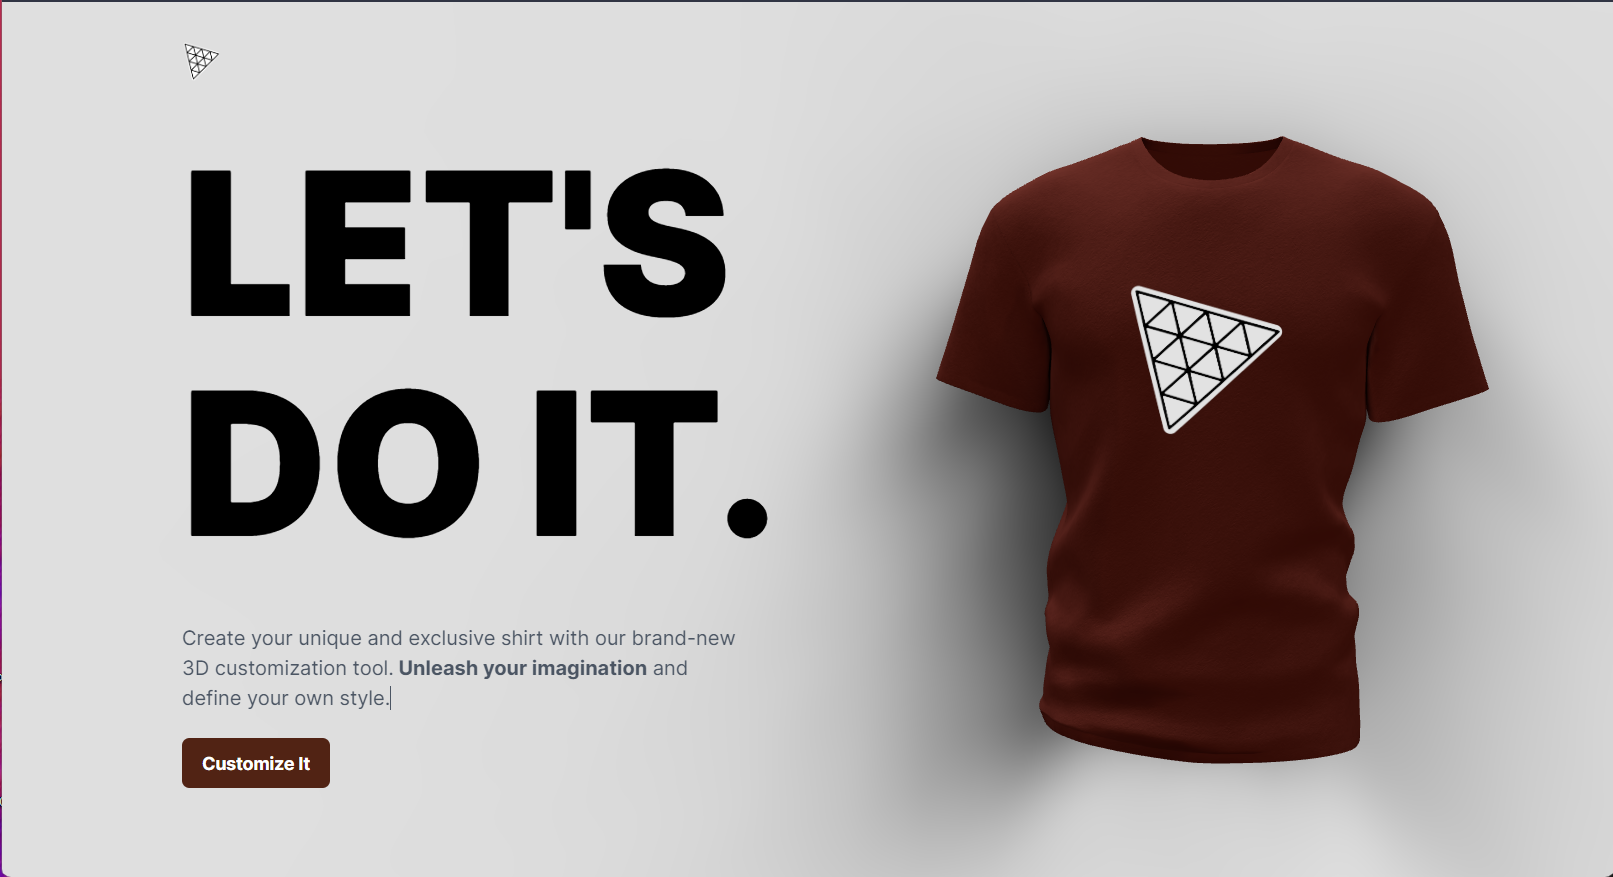 LET'S
DO IT.
Create your unique and exclusive shirt with our brand-new
3D customization tool. Unleash your imagination and
define your own style.
Customize It